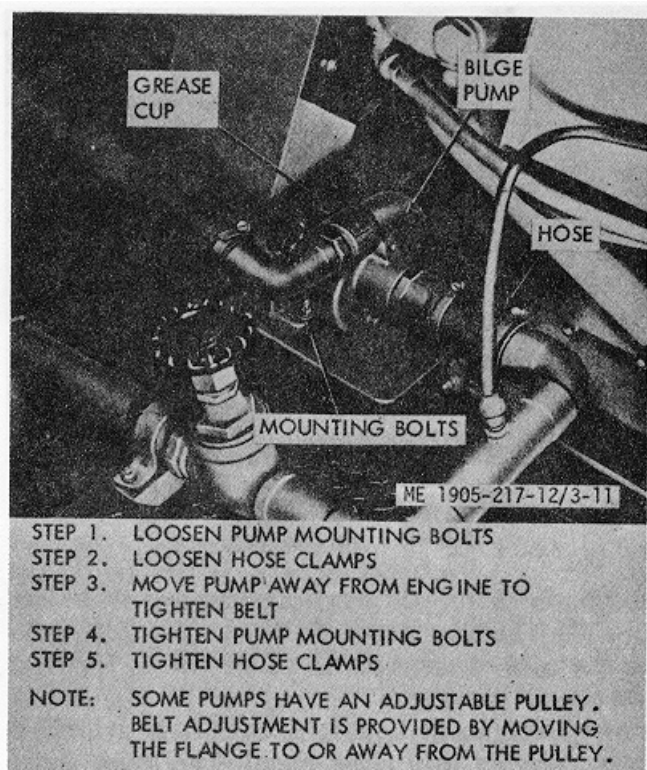 GREASE
CUP
BILGE
PUMP
HOSE
MOUNTING BOLTS
ME 1905-217-12/3-11
STEP 1. LOOSEN PUMP MOUNTING BOLTS
STEP 2. LOOSEN HOSE CLAMPS
STEP 3. MOVE PUMP AWAY FROM ENGINE TO
TIGHTEN BELT
STEP 4. TIGHTEN PUMP MOUNTING BOLTS
STEP 5. TIGHTEN HOSE CLAMPS
NOTE: SOME PUMPS HAVE AN ADJUSTABLE PULLEY.
BELT ADJUSTMENT IS PROVIDED BY MOVING
THE FLANGE TO OR AWAY FROM THE PULLEY.